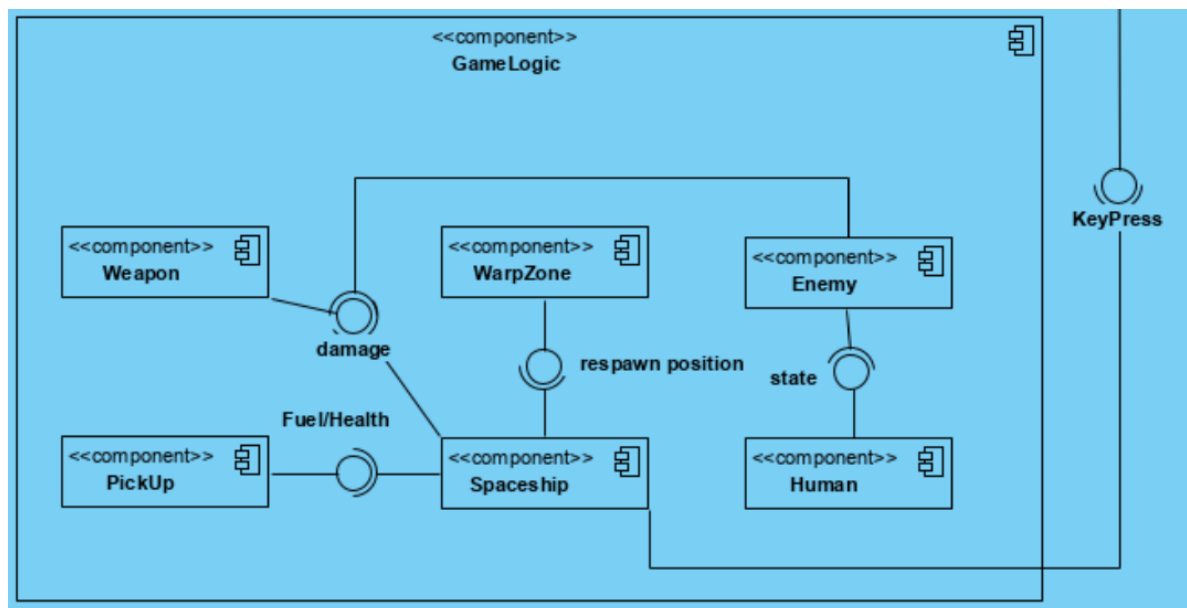 <<component>>
GameLogic
KeyPress
<<component>>
Weapon
<<component>>
WarpZone
<<component>>
Enemy
damage
respawn position
state
Fuel/Health
<<component>>
PickUp
<<component>>
Spaceship
<<component>>
Human